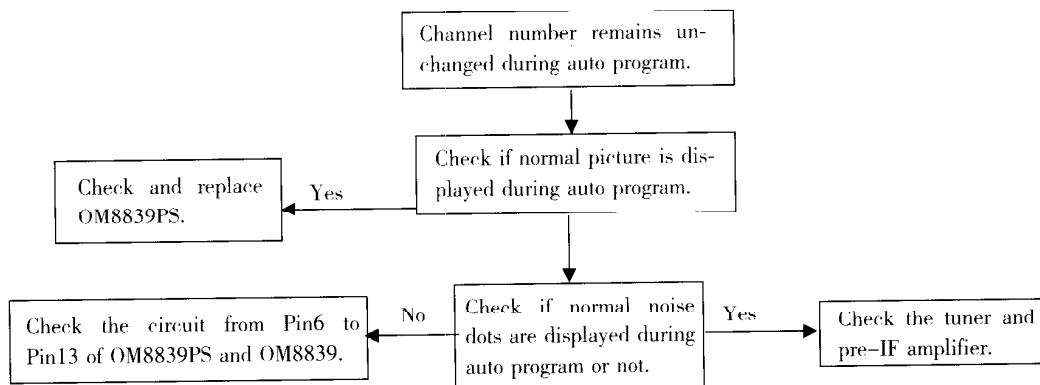 Channel number remains un-
changed during auto program.
Check if normal picture is dis-
played during auto program.
Yes
Check and replace
OM8839PS.
Check if normal noise
dots are displayed during
auto program or not.
No
Check the circuit from Pin6 to
Pin13 of OM8839PS and OM8839.
Yes
Check the tuner and
pre-IF amplifier.